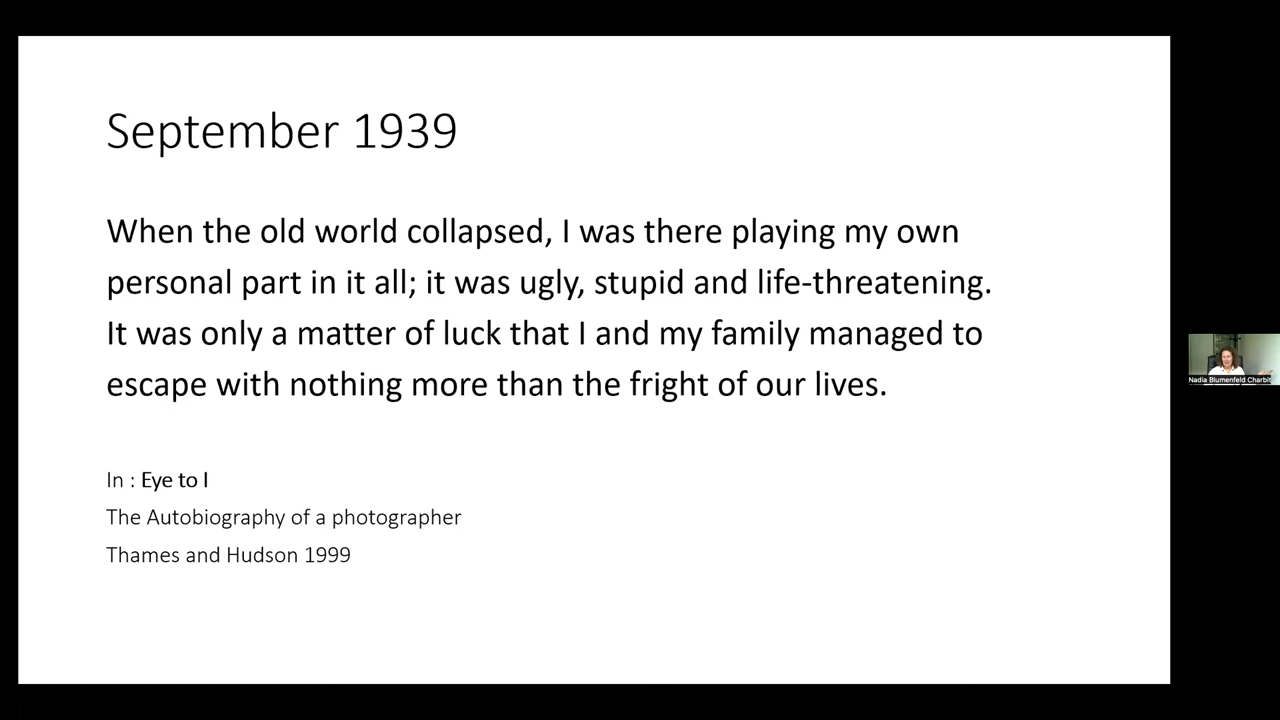 September 1939
When the old world collapsed, I was there playing my own
personal part in it all; it was ugly, stupid and life-threatening.
It was only a matter of luck that I and my family managed to
escape with nothing more than the fright of our lives.
In : Eye to I
The Autobiography of a photographer
Thames and Hudson 1999
Nadia Blumenfeld Charbit